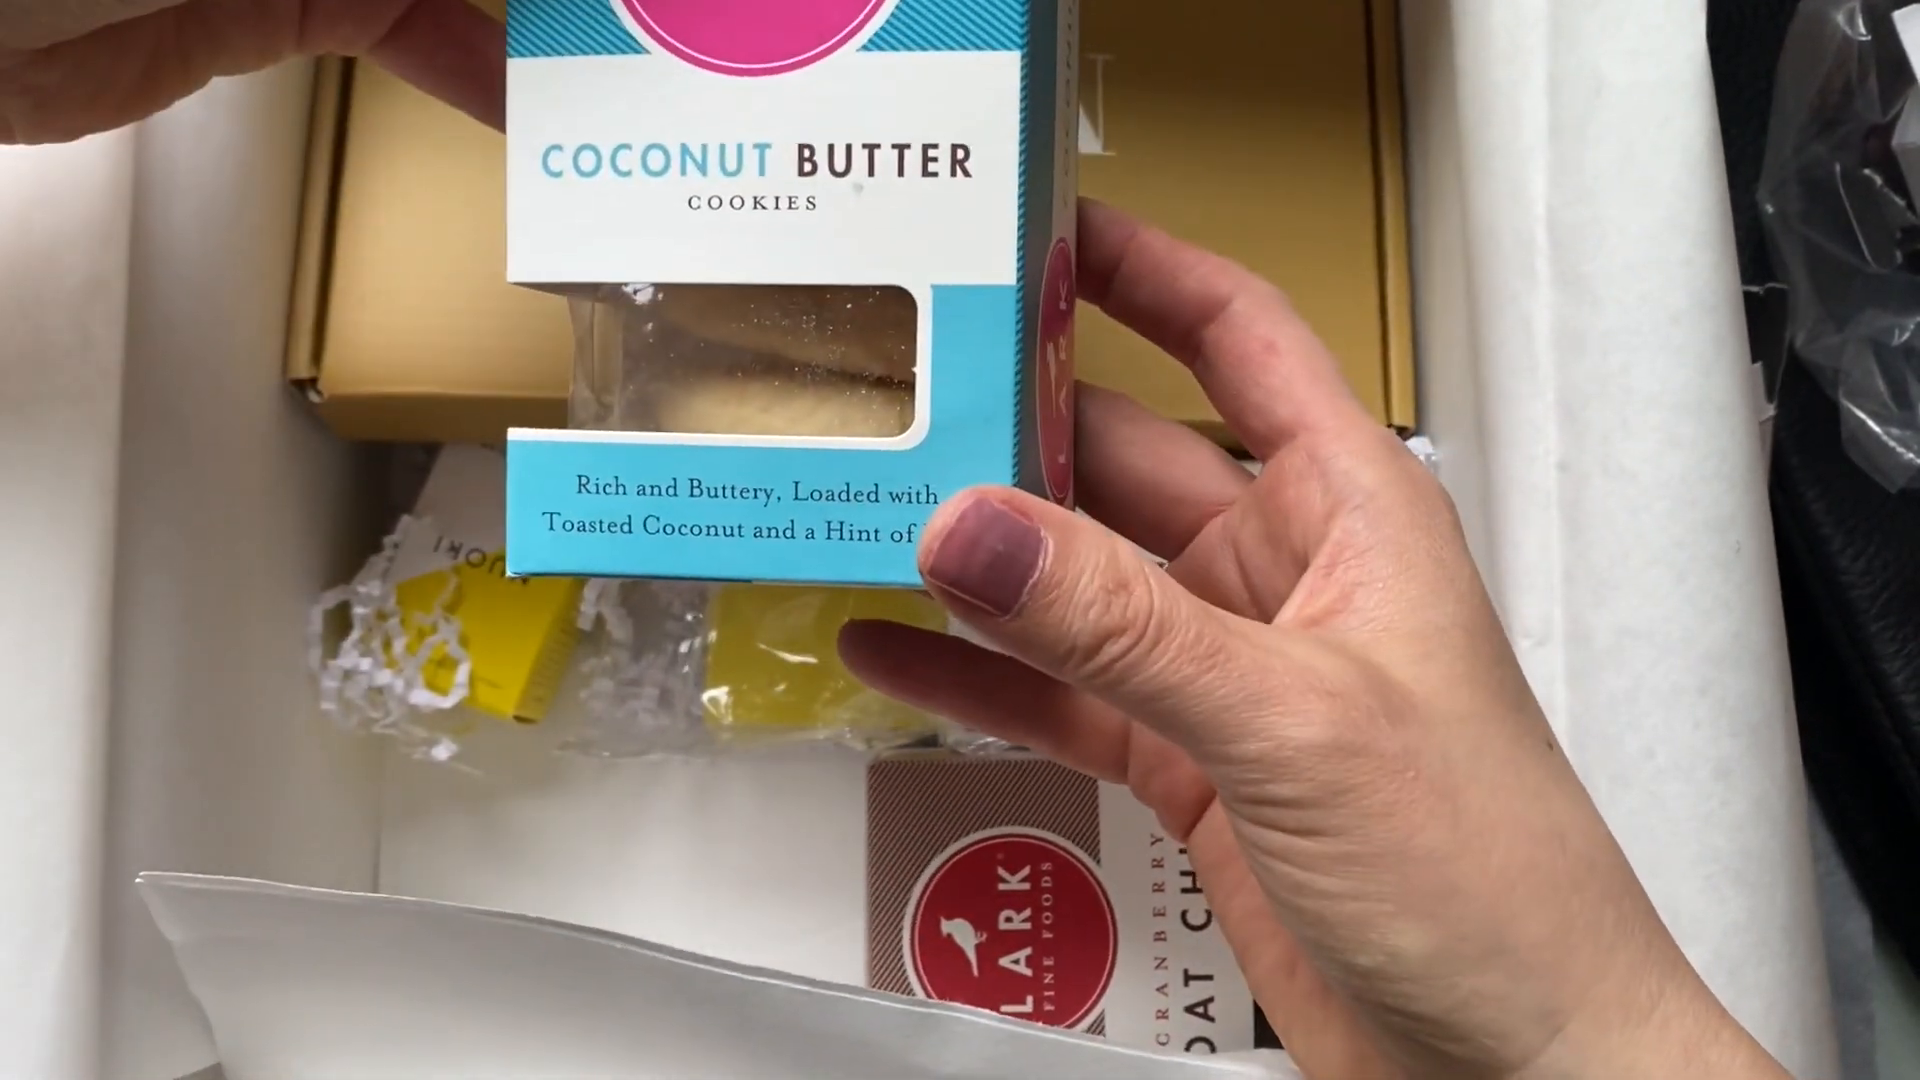 COCONUT BUTTER
COOKIES
Rich and Buttery, Loaded with
Toasted Coconut and a Hint of
LARK
N
NUOKI
LARK
FINE FOODS
CRANBERRY
OAT CH